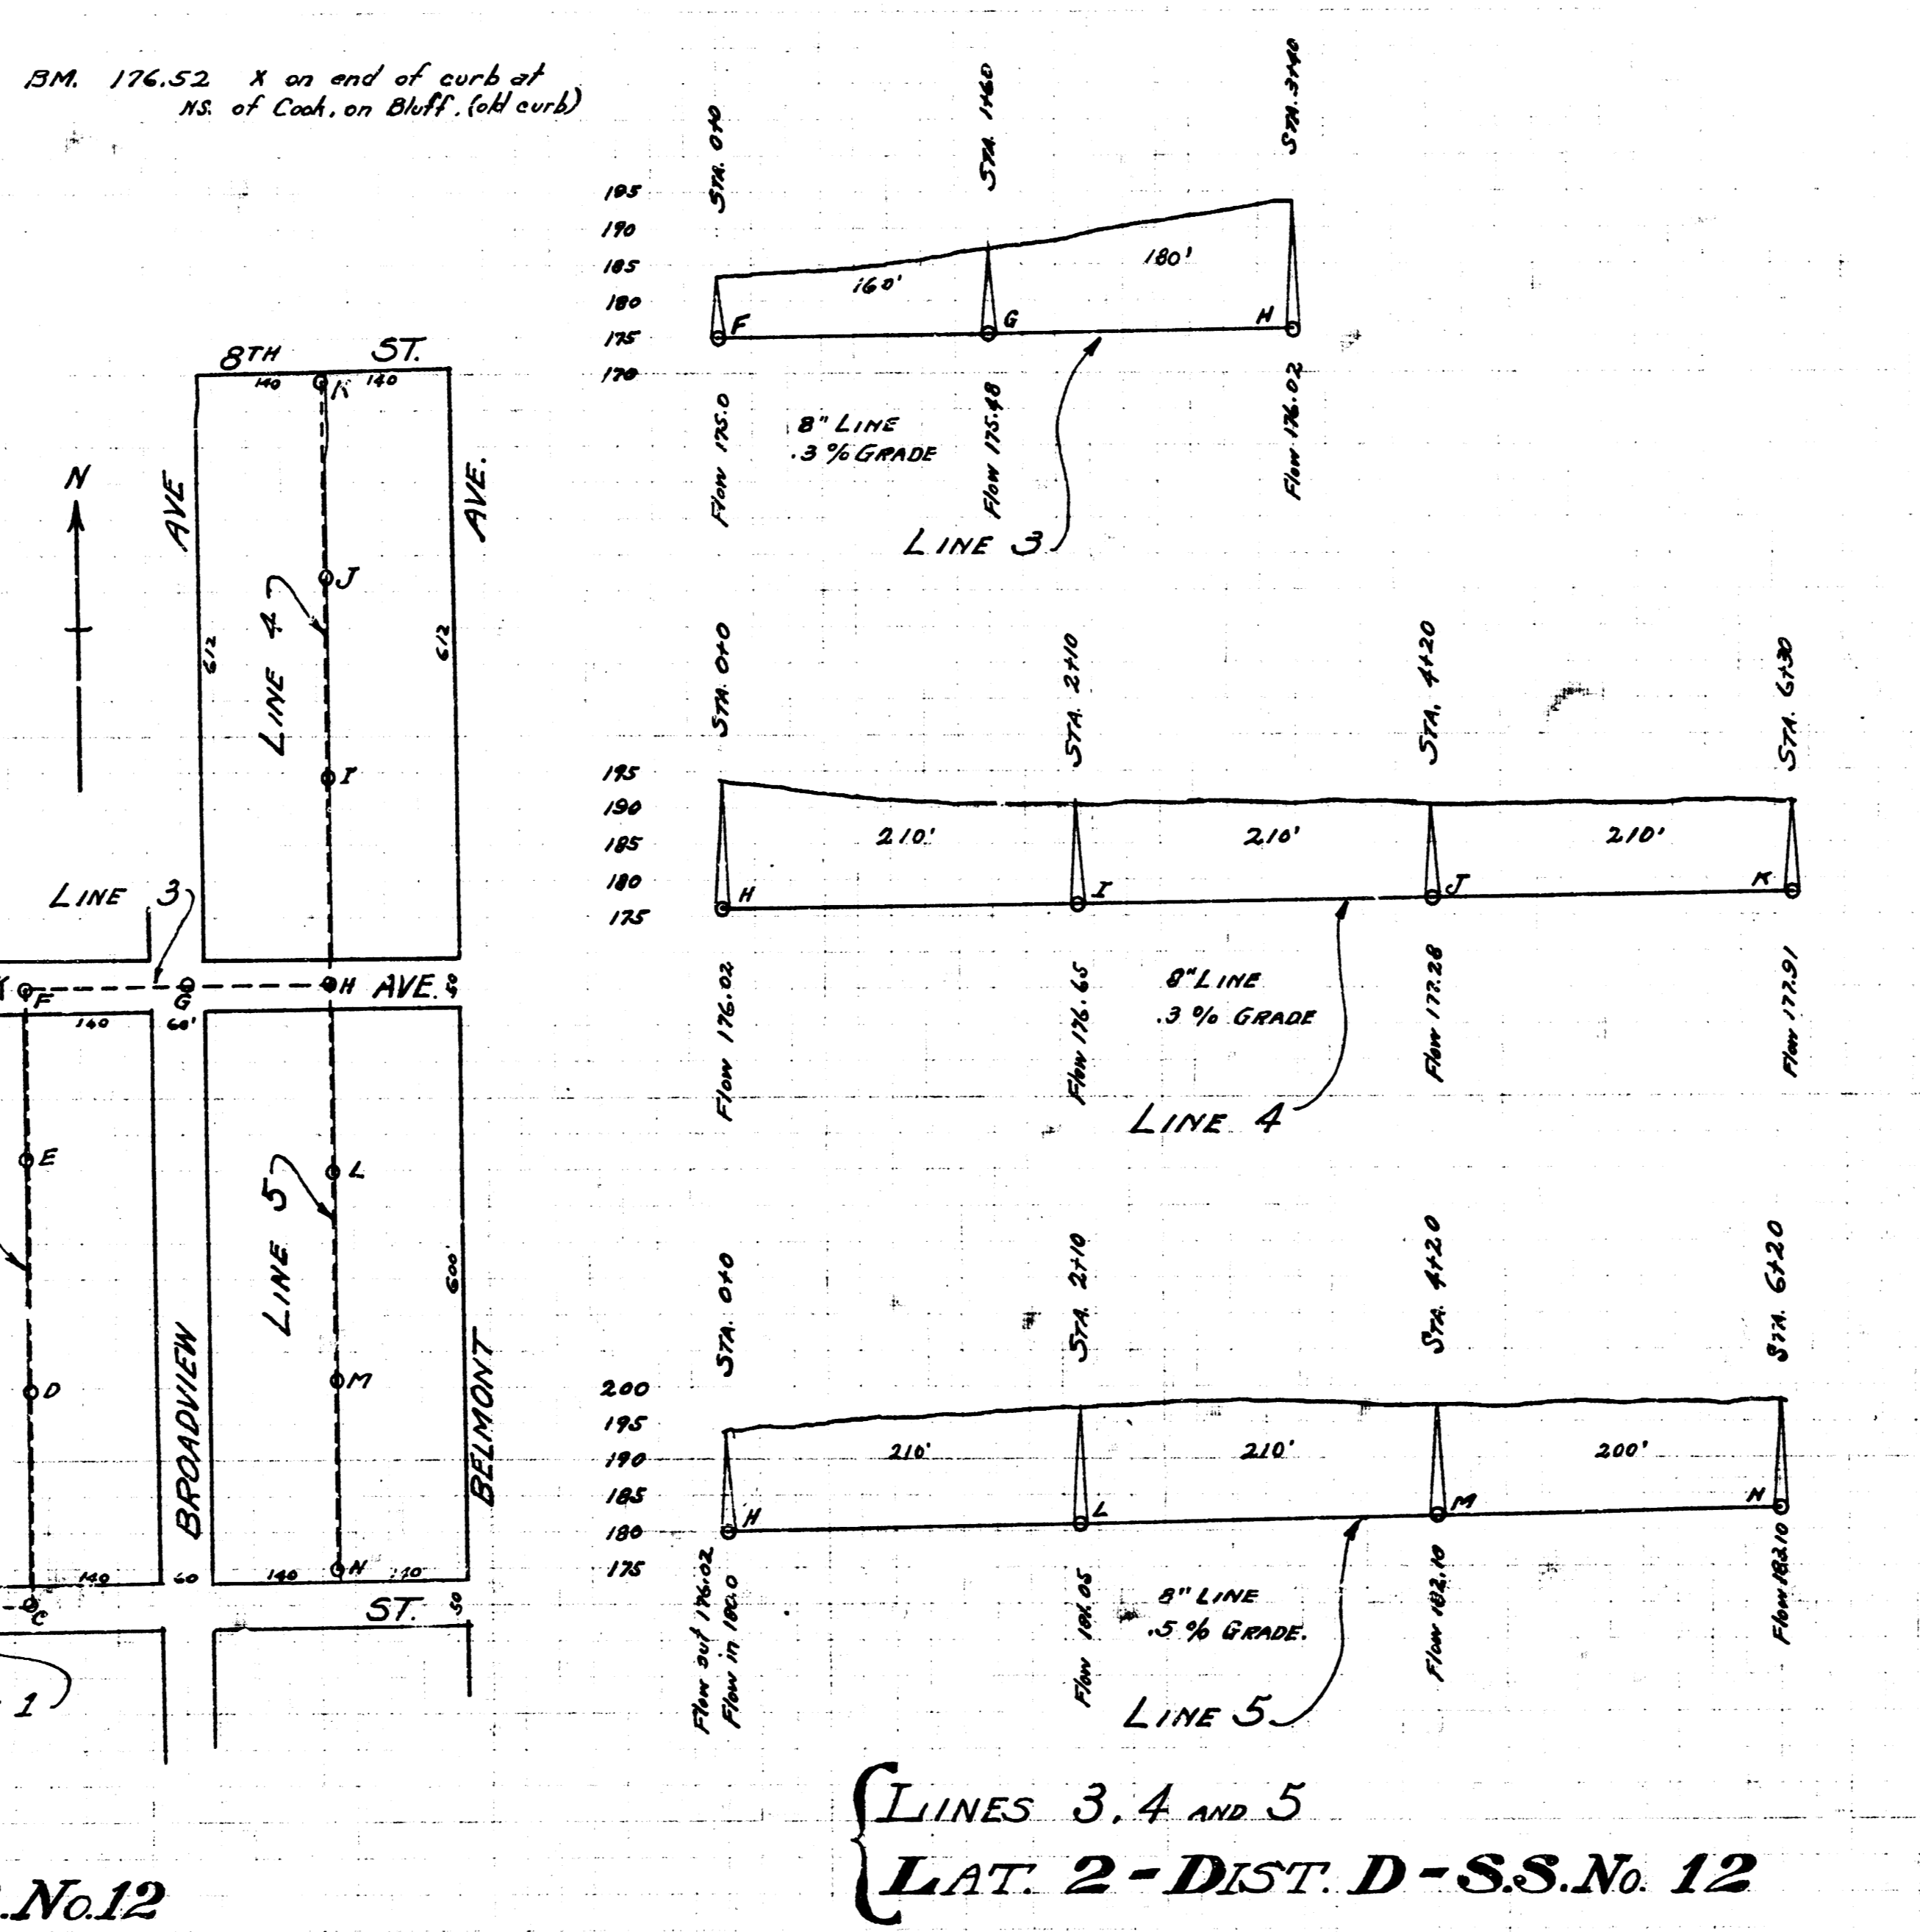 BM. 176.52 X on end of curb at
NS. of Cook, on Bluff. (old curb)
8TH ST.
140 K 140
N
AVE
AVE.
J
LINE 4
612
612
I
LINE 3
F
G
H AVE. 50
140
60'
E
L
LINE 5
600'
D
M
BROADVIEW
BELMONT
N
140 60 140
C
ST. 50
1
STA. 0+0
STA. 1+60
STA. 3+40
195
190
185
180
175
170
160'
180'
F
G
H
Flow 175.0
Flow 175.48
Flow 176.02
8" LINE
.3% GRADE
LINE 3
STA. 0+0
STA. 2+10
STA. 4+20
STA. 6+30
195
190
185
180
175
210'
210'
210'
H
I
J
K
Flow 176.02
Flow 176.65
Flow 177.28
Flow 177.91
8" LINE
.3% GRADE
LINE 4
STA. 0+0
STA. 2+10
STA. 4+20
STA. 6+20
200
195
190
185
180
175
210'
210'
200'
H
L
M
N
Flow out 176.02
Flow in 180.0
Flow
Flow 182.10
Flow
8" LINE
.5% GRADE.
LINE 5
LINES 3, 4 AND 5
LAT. 2 - DIST. D - S.S. No. 12
.No.12